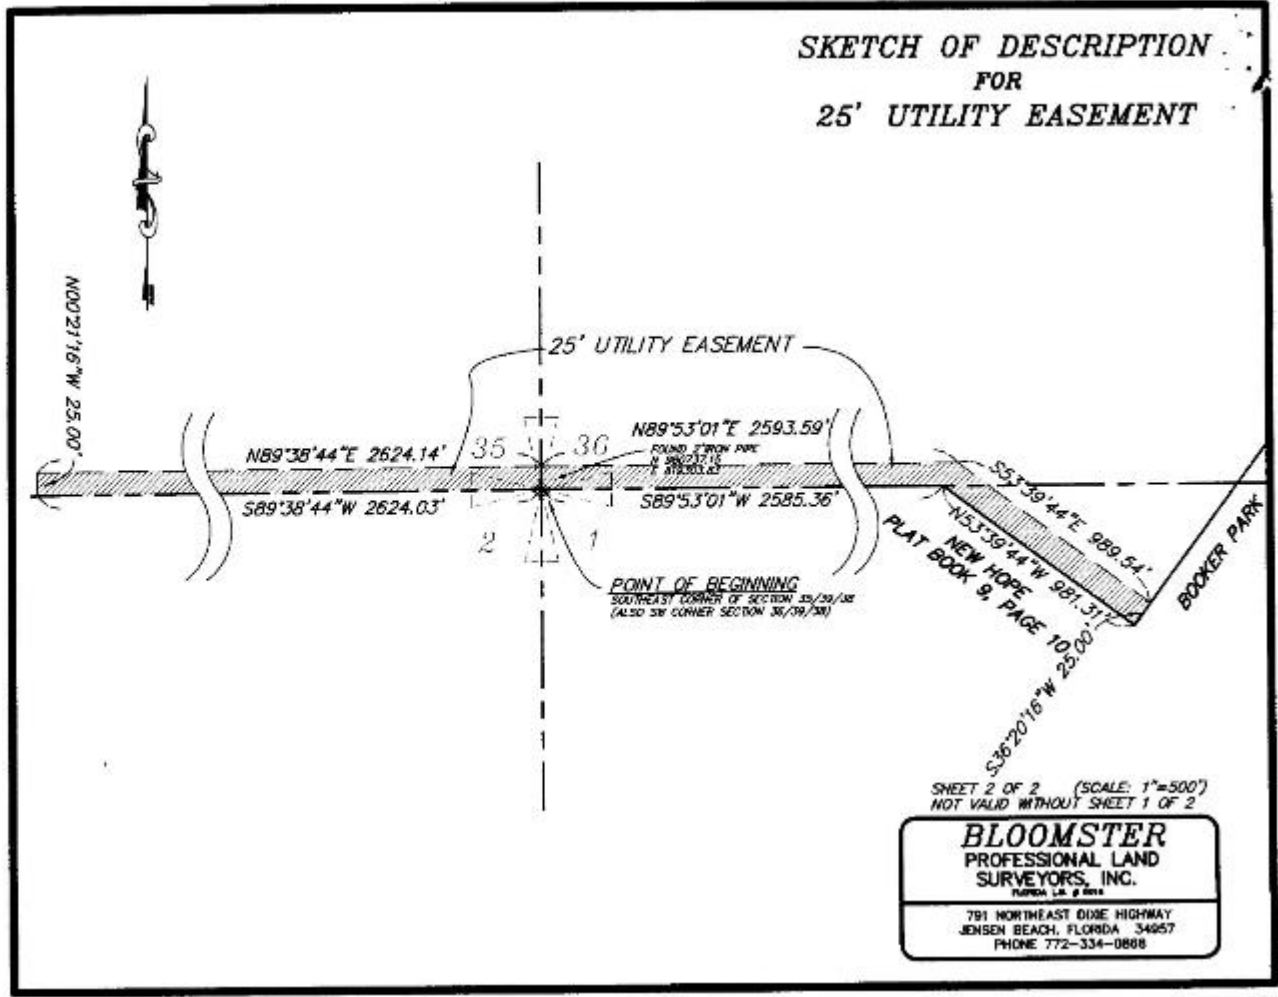 SKETCH OF DESCRIPTION
FOR
25' UTILITY EASEMENT
N00°21'16"W 25.00'
25' UTILITY EASEMENT
N89°38'44"E 2624.14'
35
36
N89°53'01"E 2593.59'
FOUND 2"IRON PIPE
S89°38'44"W 2624.03'
S89°53'01"W 2585.36'
2
1
S53°39'44"E 989.54'
N53°39'44"W 981.31'
NEW HOPE
PLAT BOOK 9, PAGE 10
BOOKER PARK
S36°20'16"W 25.00'
POINT OF BEGINNING
SOUTHEAST CORNER OF SECTION 35/39/38
(ALSO SW CORNER SECTION 36/39/38)
SHEET 2 OF 2 (SCALE: 1"=500')
NOT VALID WITHOUT SHEET 1 OF 2
BLOOMSTER
PROFESSIONAL LAND
SURVEYORS, INC.
791 NORTHEAST DIXIE HIGHWAY
JENSEN BEACH, FLORIDA 34957
PHONE 772-334-0868